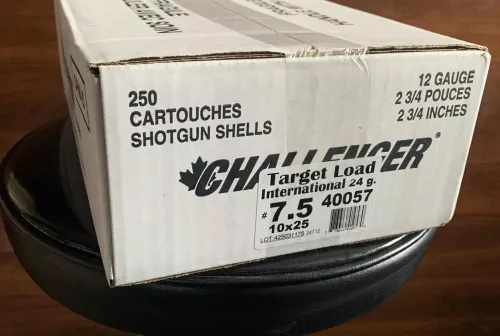 250
CARTOUCHES
SHOTGUN SHELLS
12 GAUGE
2 3/4 POUCES
2 3/4 INCHES
CHALLENGER®
Target Load
International 24 g.
# 7.5 40057
10x25